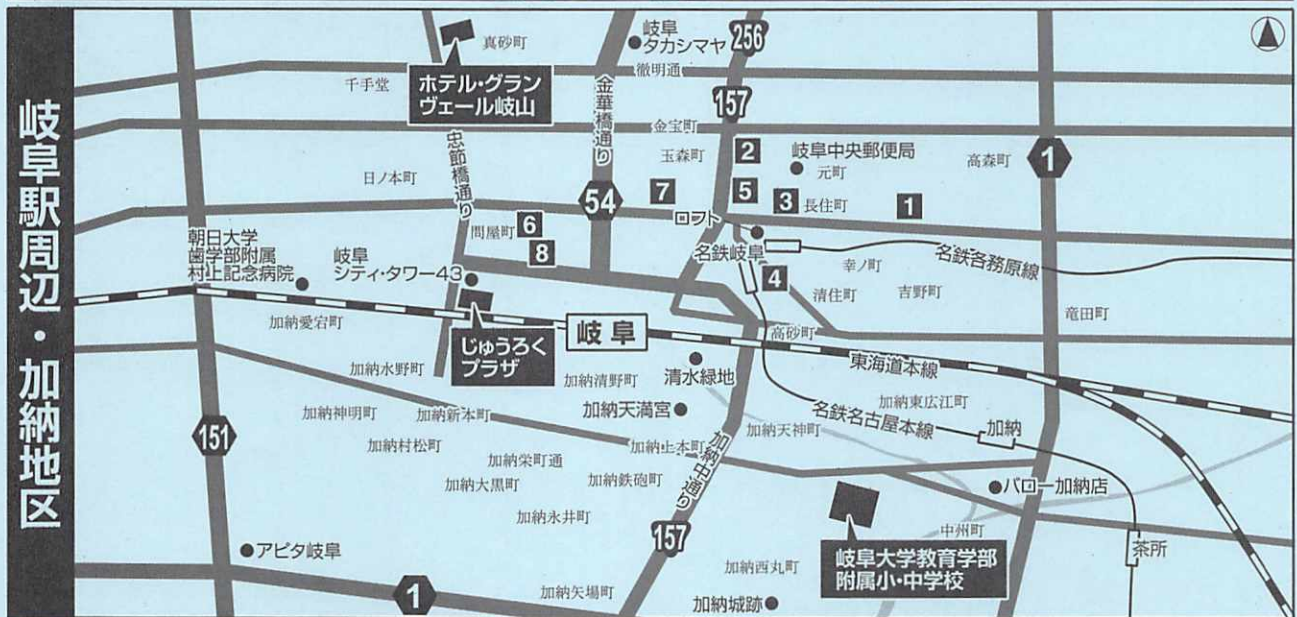 岐阜駅周辺・加納地区
真砂町
岐阜
タカシマヤ
256
千手堂
ホテル・グラン
ヴェール岐山
徹明通
157
金華橋通り
忠節橋通り
金宝町
玉森町
2
岐阜中央郵便局
元町
高森町
1
日ノ本町
54
7
5
3
長住町
1
ロフト
問屋町
6
8
朝日大学
歯学部附属
村上記念病院
岐阜
シティ・タワー43
名鉄岐阜
名鉄各務原線
4
幸ノ町
清住町
吉野町
竜田町
加納愛宕町
じゅうろく
プラザ
岐阜
高砂町
東海道本線
加納水野町
加納清野町
清水緑地
加納神明町
加納新本町
加納天満宮
加納東広江町
名鉄名古屋本線
加納
151
加納村松町
加納栄町通
加納上本町
加納天神町
加納中通り
加納大黒町
加納鉄砲町
バロー加納店
加納永井町
157
中州町
アピタ岐阜
岐阜大学教育学部
附属小・中学校
茶所
加納西丸町
1
加納矢場町
加納城跡